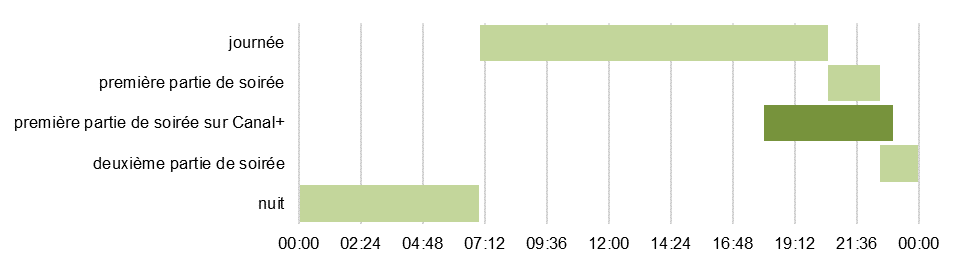 journée
première partie de soirée
première partie de soirée sur Canal+
deuxième partie de soirée
nuit
00:00 02:24 04:48 07:12 09:36 12:00 14:24 16:48 19:12 21:36 00:00